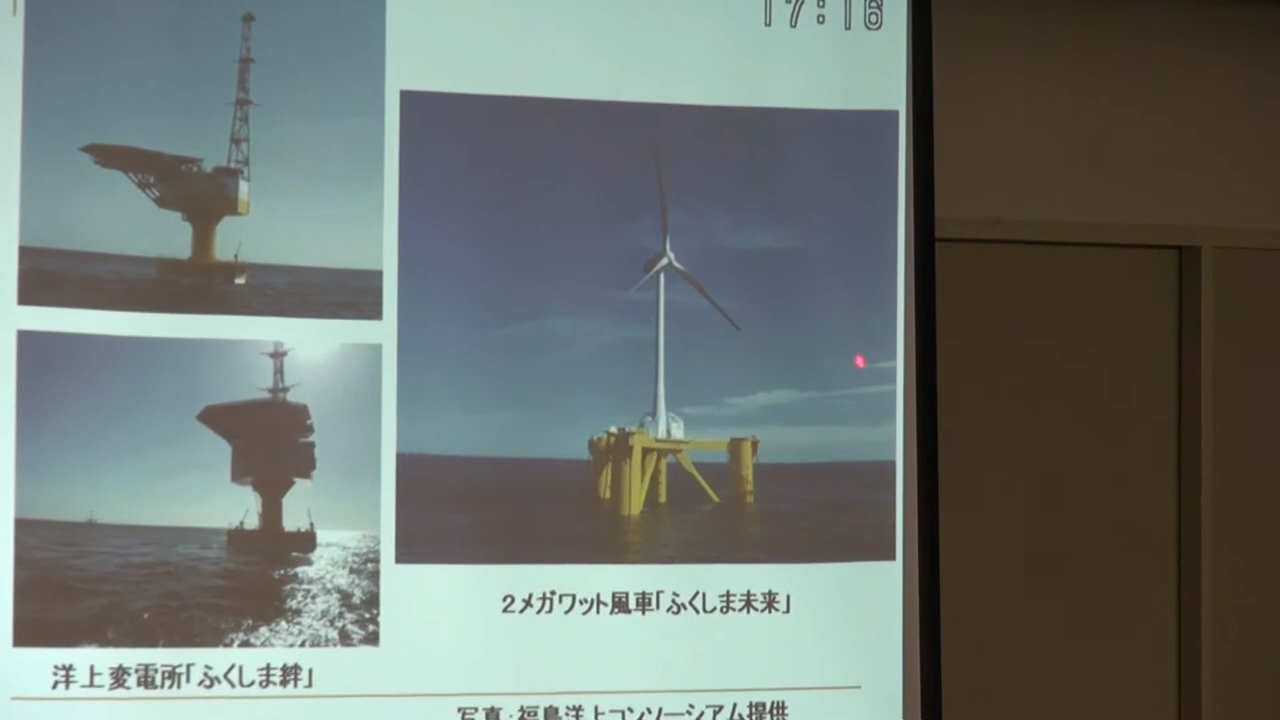 17:16
2メガワット風車「ふくしま未来」
洋上変電所「ふくしま絆」
写真:福島洋上コンソーシアム提供